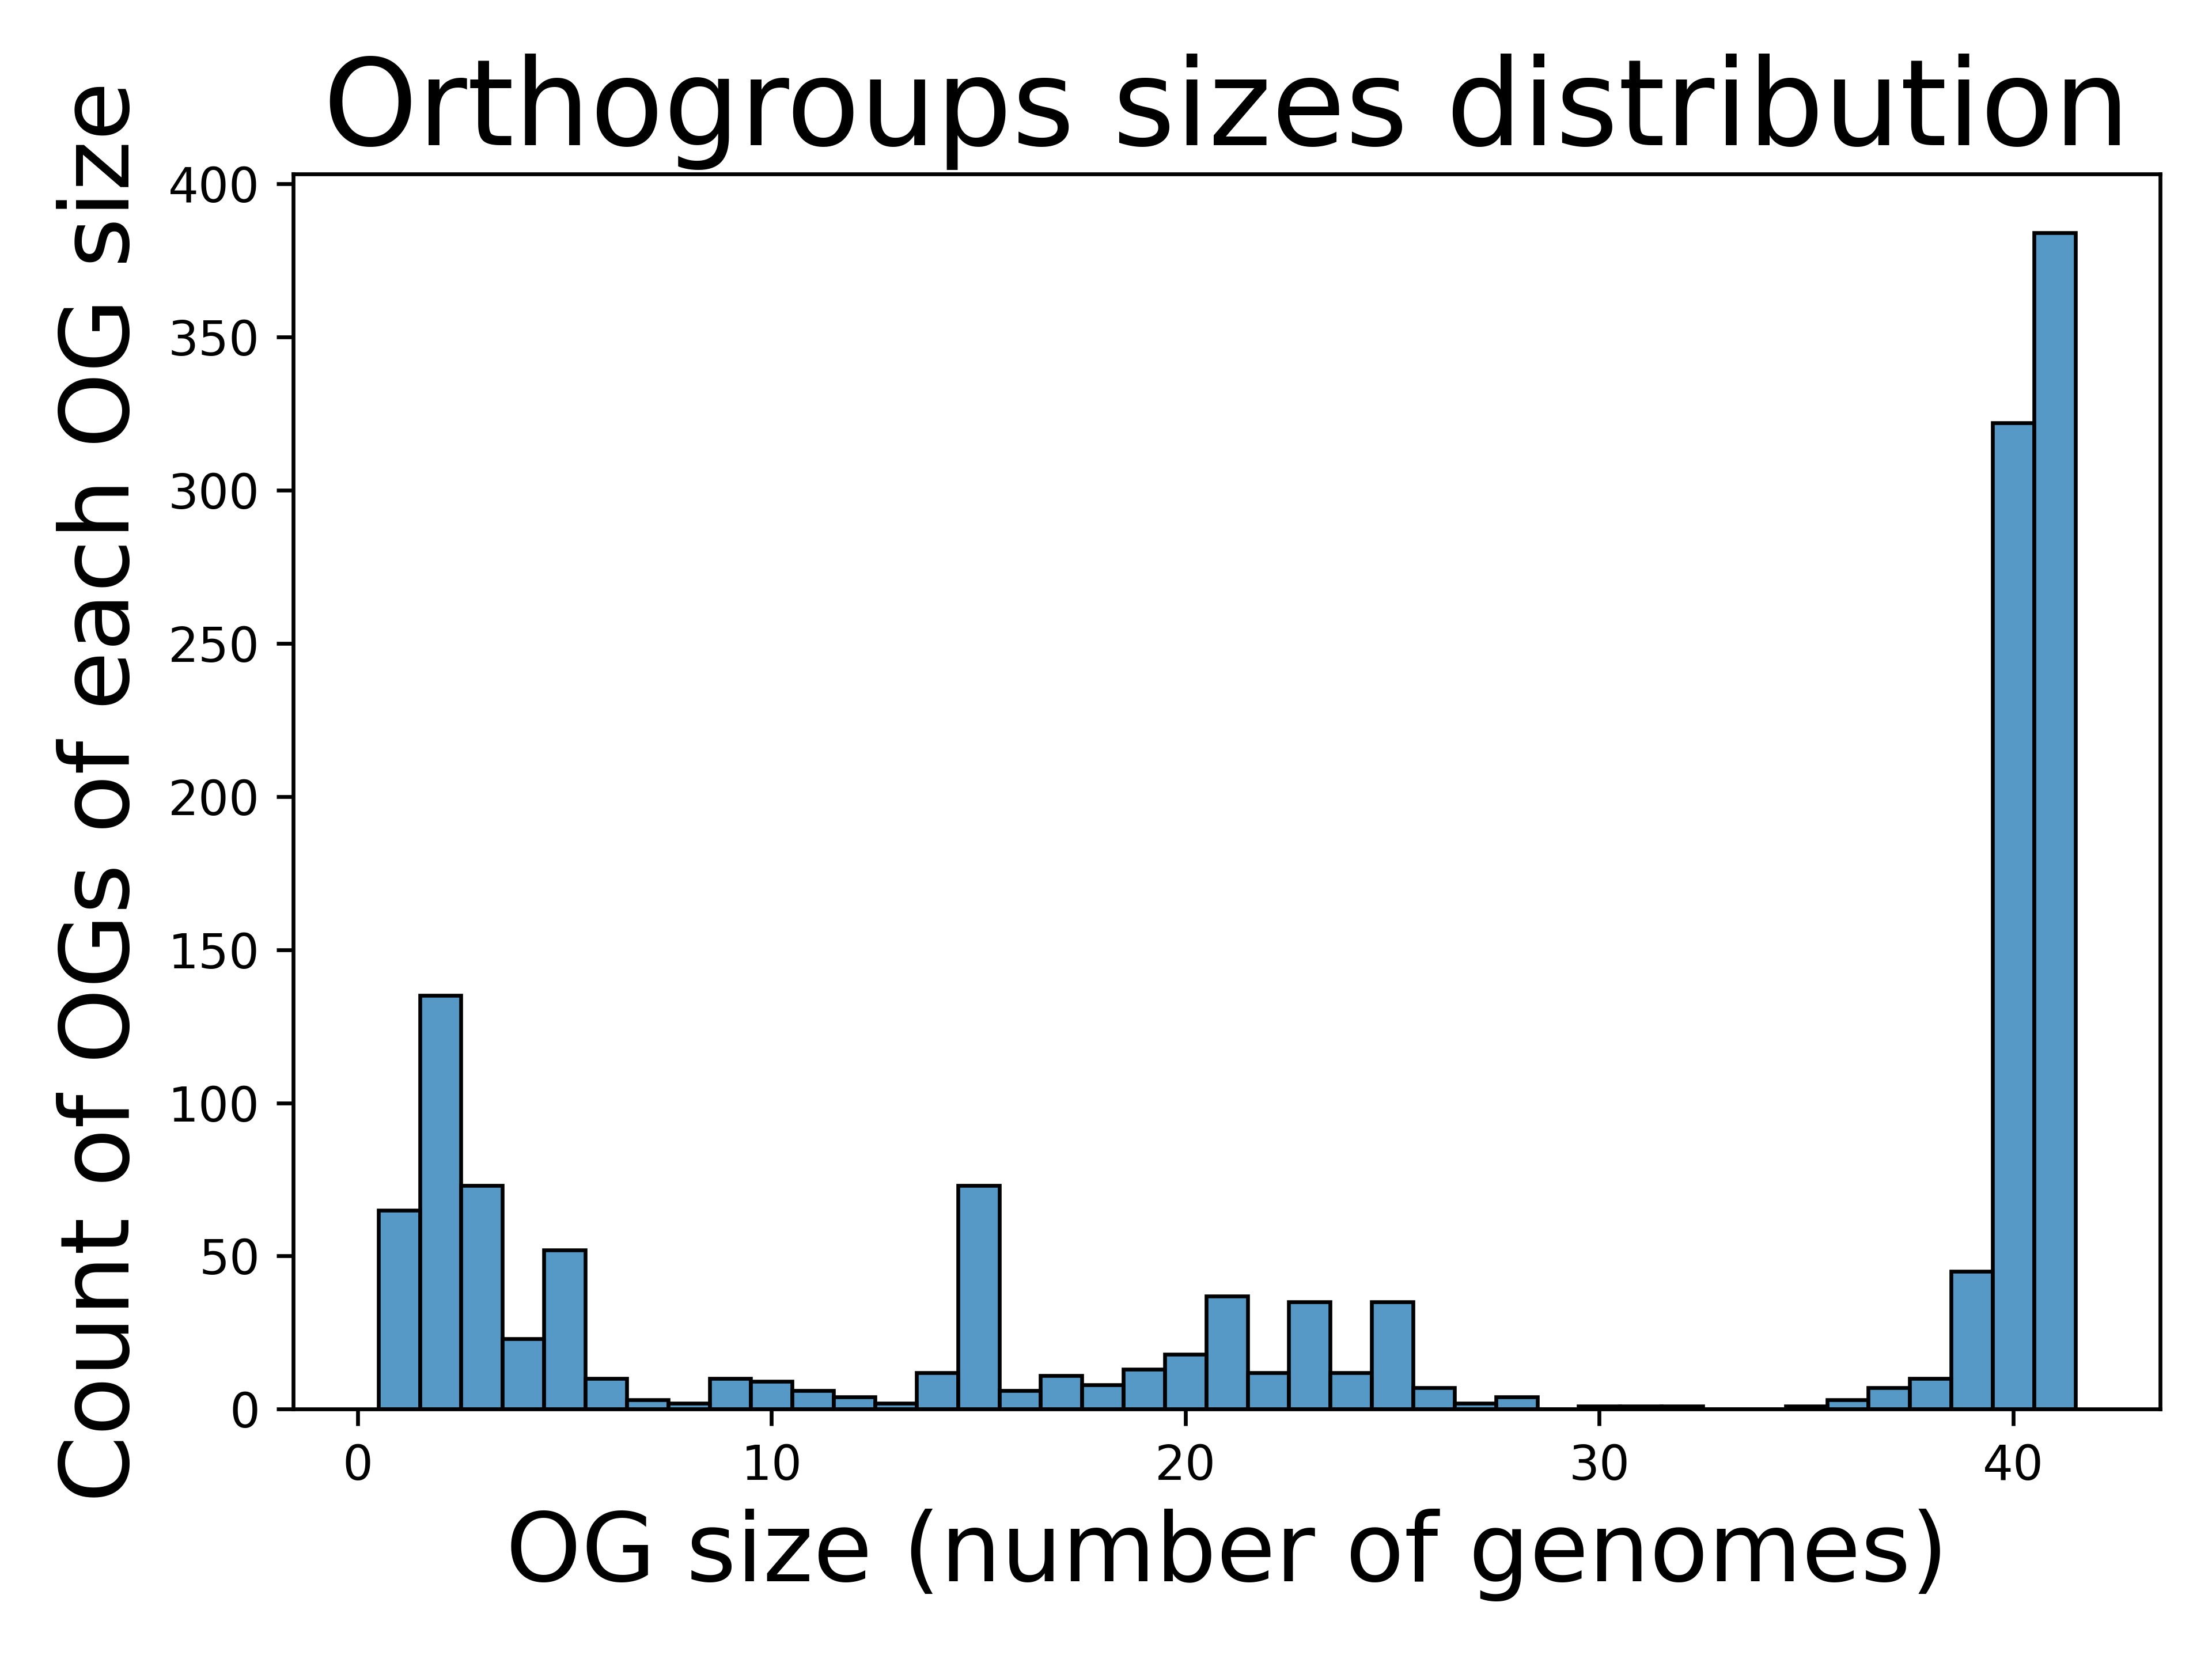 Orthogroups sizes distribution
Count of OGs of each OG size
400
350
300
250
200
150
100
50
0
0 10 20 30 40
OG size (number of genomes)